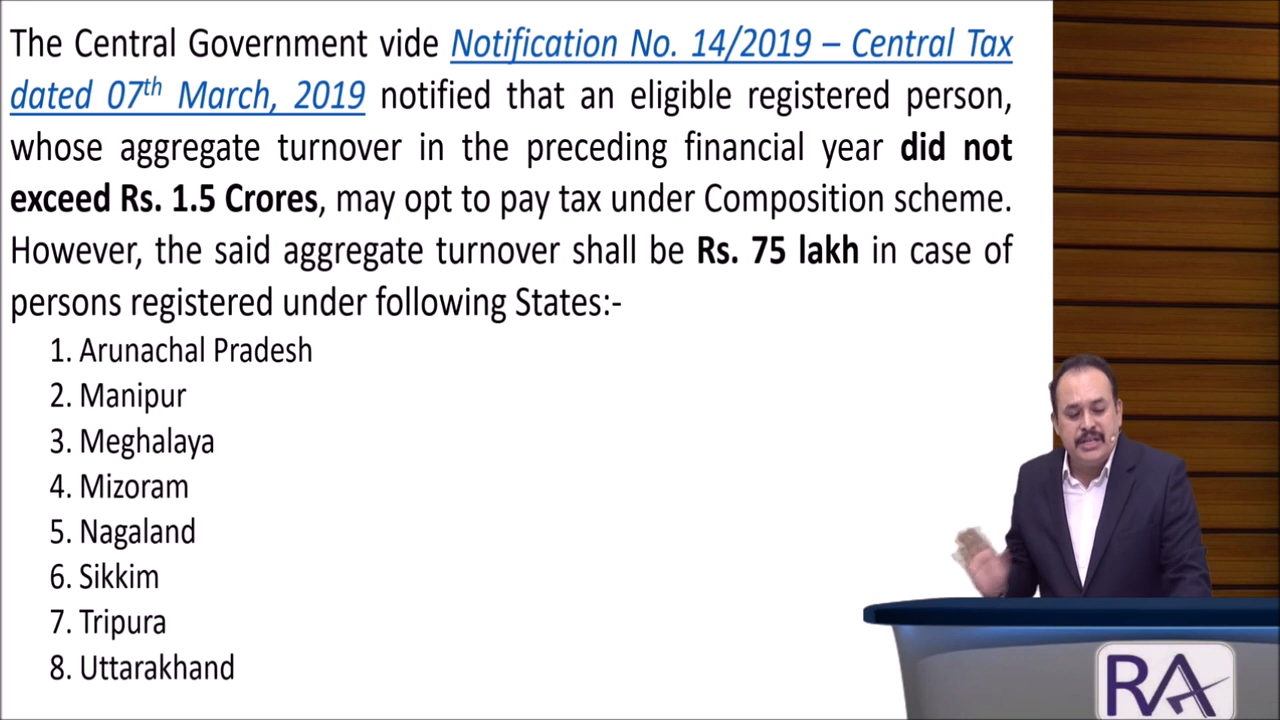 The Central Government vide Notification No. 14/2019 – Central Tax
dated 07th March, 2019 notified that an eligible registered person,
whose aggregate turnover in the preceding financial year did not
exceed Rs. 1.5 Crores, may opt to pay tax under Composition scheme.
However, the said aggregate turnover shall be Rs. 75 lakh in case of
persons registered under following States:-
1. Arunachal Pradesh
2. Manipur
3. Meghalaya
4. Mizoram
5. Nagaland
6. Sikkim
7. Tripura
8. Uttarakhand
RA